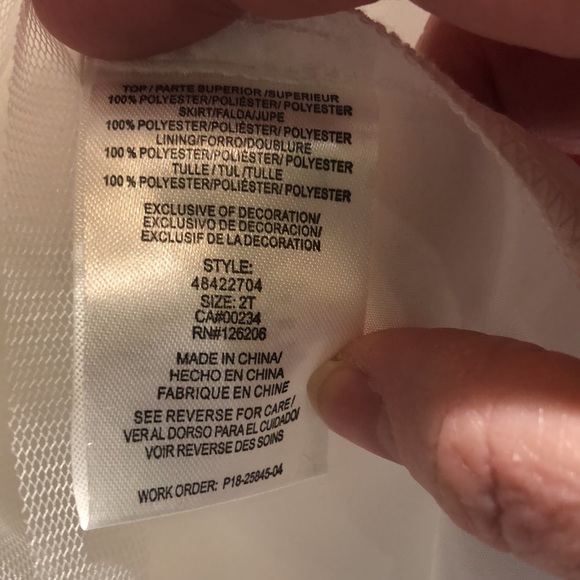 TOP / PARTE SUPERIOR /SUPERIEUR
100% POLYESTER/POLIÉSTER/ POLYESTER
SKIRT/FALDA/JUPE
100% POLYESTER/POLIÉSTER/ POLYESTER
LINING/FORRO/DOUBLURE
100 % POLYESTER/POLIÉSTER/ POLYESTER
TULLE / TUL /TULLE
100 % POLYESTER/POLIÉSTER/ POLYESTER
EXCLUSIVE OF DECORATION/
EXCLUSIVO DE DECORACION/
EXCLUSIF DE LA DECORATION
STYLE:
48422704
SIZE: 2T
CA#00234
RN#126206
MADE IN CHINA/
HECHO EN CHINA
FABRIQUE EN CHINE
SEE REVERSE FOR CARE/
VER AL DORSO PARA EL CUIDADO/
VOIR REVERSE DES SOINS
WORK ORDER: P18-25845-04